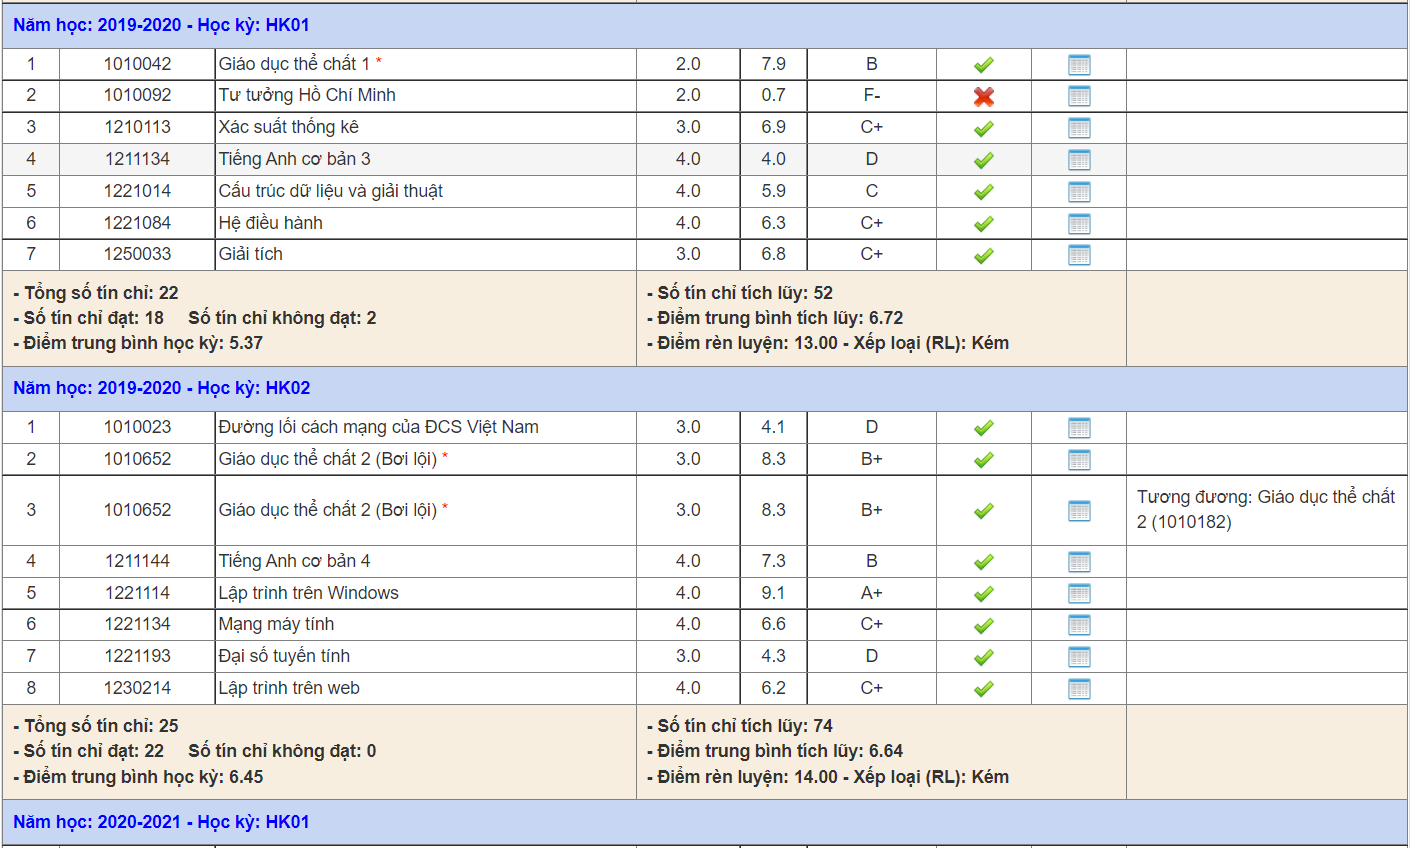 Năm học: 2019-2020 - Học kỳ: HK01
1 1010042 Giáo dục thể chất 1 * 2.0 7.9 B
2 1010092 Tư tưởng Hồ Chí Minh 2.0 0.7 F-
3 1210113 Xác suất thống kê 3.0 6.9 C+
4 1211134 Tiếng Anh cơ bản 3 4.0 4.0 D
5 1221014 Cấu trúc dữ liệu và giải thuật 4.0 5.9 C
6 1221084 Hệ điều hành 4.0 6.3 C+
7 1250033 Giải tích 3.0 6.8 C+
- Tổng số tín chỉ: 22
- Số tín chỉ đạt: 18 Số tín chỉ không đạt: 2
- Điểm trung bình học kỳ: 5.37
- Số tín chỉ tích lũy: 52
- Điểm trung bình tích lũy: 6.72
- Điểm rèn luyện: 13.00 - Xếp loại (RL): Kém
Năm học: 2019-2020 - Học kỳ: HK02
1 1010023 Đường lối cách mạng của ĐCS Việt Nam 3.0 4.1 D
2 1010652 Giáo dục thể chất 2 (Bơi lội) * 3.0 8.3 B+
3 1010652 Giáo dục thể chất 2 (Bơi lội) * 3.0 8.3 B+ Tương đương: Giáo dục thể chất
2 (1010182)
4 1211144 Tiếng Anh cơ bản 4 4.0 7.3 B
5 1221114 Lập trình trên Windows 4.0 9.1 A+
6 1221134 Mạng máy tính 4.0 6.6 C+
7 1221193 Đại số tuyến tính 3.0 4.3 D
8 1230214 Lập trình trên web 4.0 6.2 C+
- Tổng số tín chỉ: 25
- Số tín chỉ đạt: 22 Số tín chỉ không đạt: 0
- Điểm trung bình học kỳ: 6.45
- Số tín chỉ tích lũy: 74
- Điểm trung bình tích lũy: 6.64
- Điểm rèn luyện: 14.00 - Xếp loại (RL): Kém
Năm học: 2020-2021 - Học kỳ: HK01